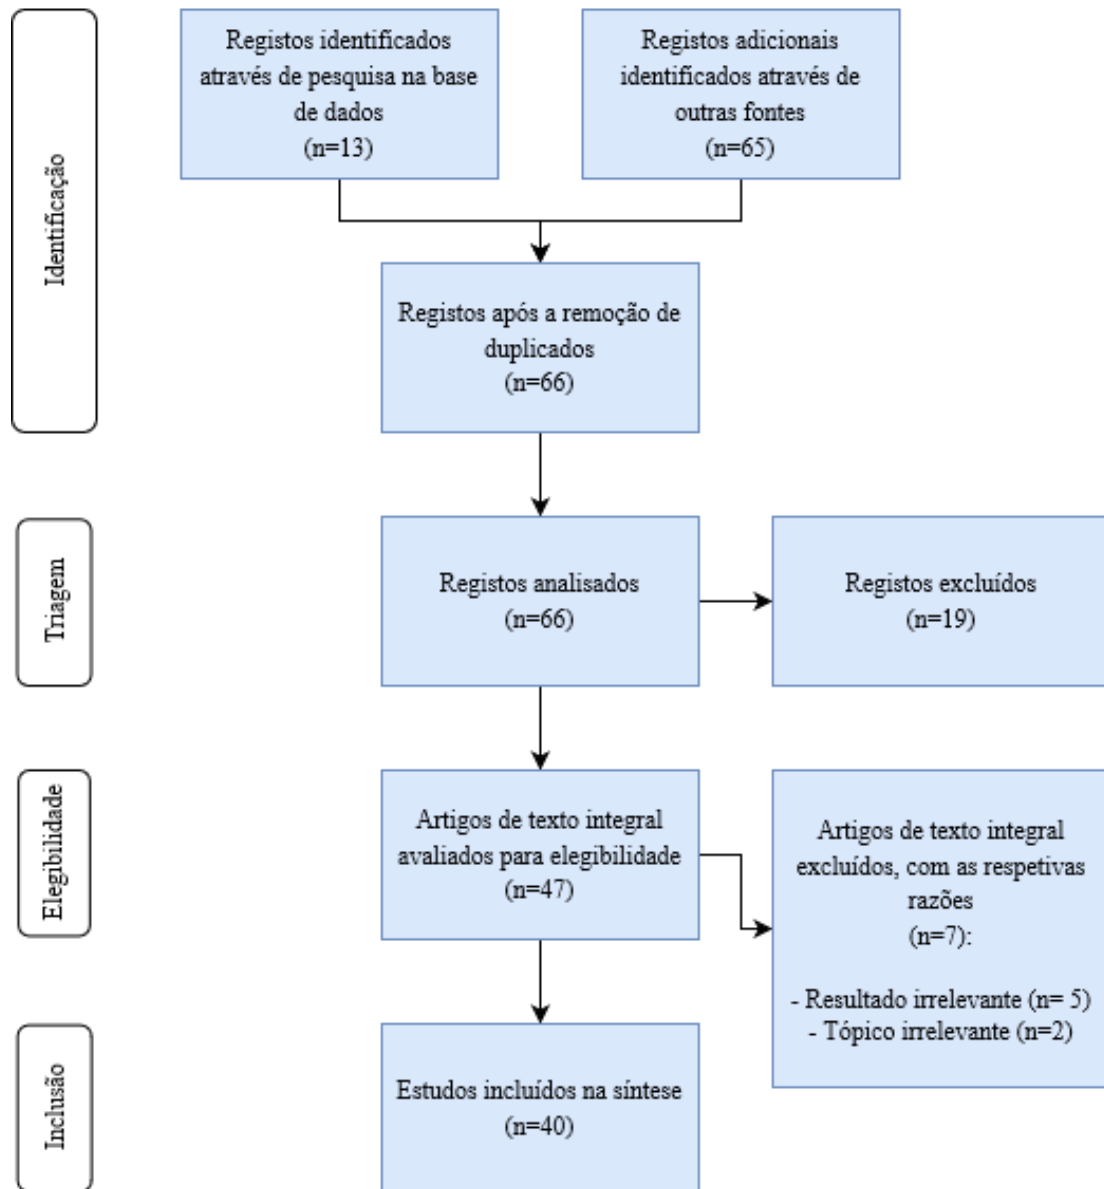 Identificação
Registos identificados
através de pesquisa na base
de dados
(n=13)
Registos adicionais
identificados através de
outras fontes
(n=65)
Registos após a remoção de
duplicados
(n=66)
Triagem
Registos analisados
(n=66)
Registos excluídos
(n=19)
Elegibilidade
Artigos de texto integral
avaliados para elegibilidade
(n=47)
Artigos de texto integral
excluídos, com as respetivas
razões
(n=7):
- Resultado irrelevante (n= 5)
- Tópico irrelevante (n=2)
Inclusão
Estudos incluídos na síntese
(n=40)